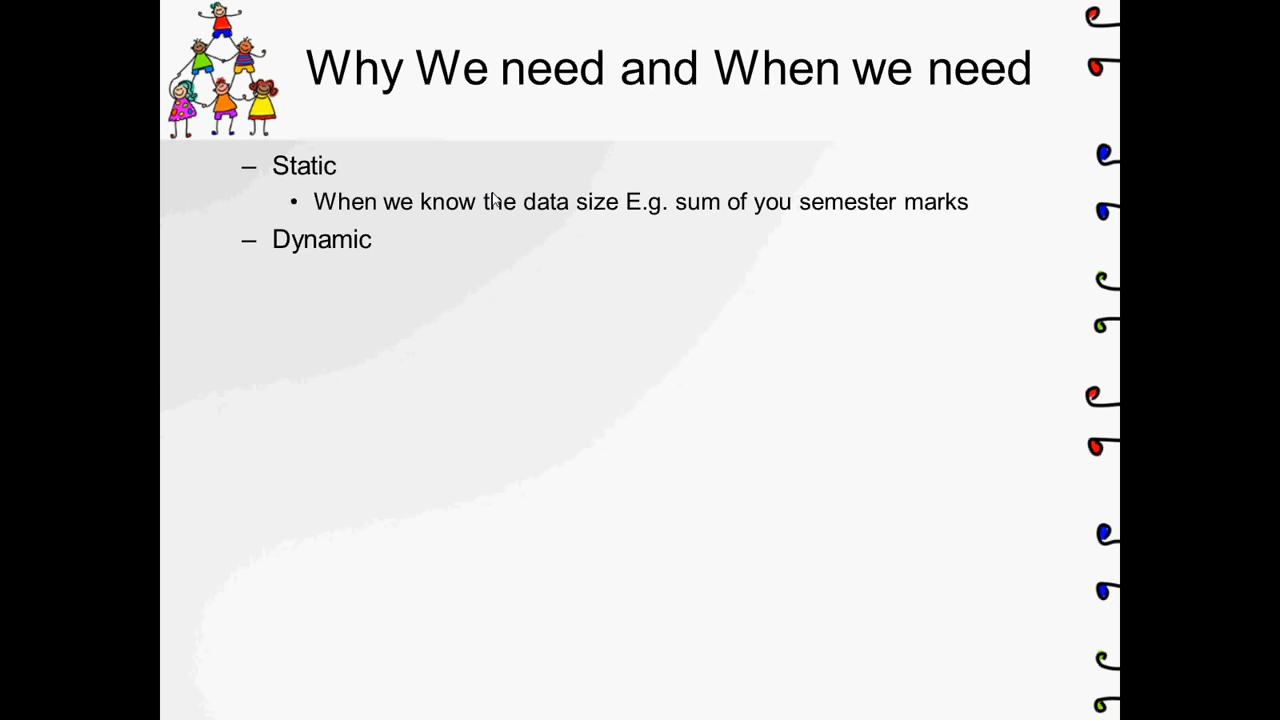 Why We need and When we need
– Static
• When we know the data size E.g. sum of you semester marks
– Dynamic